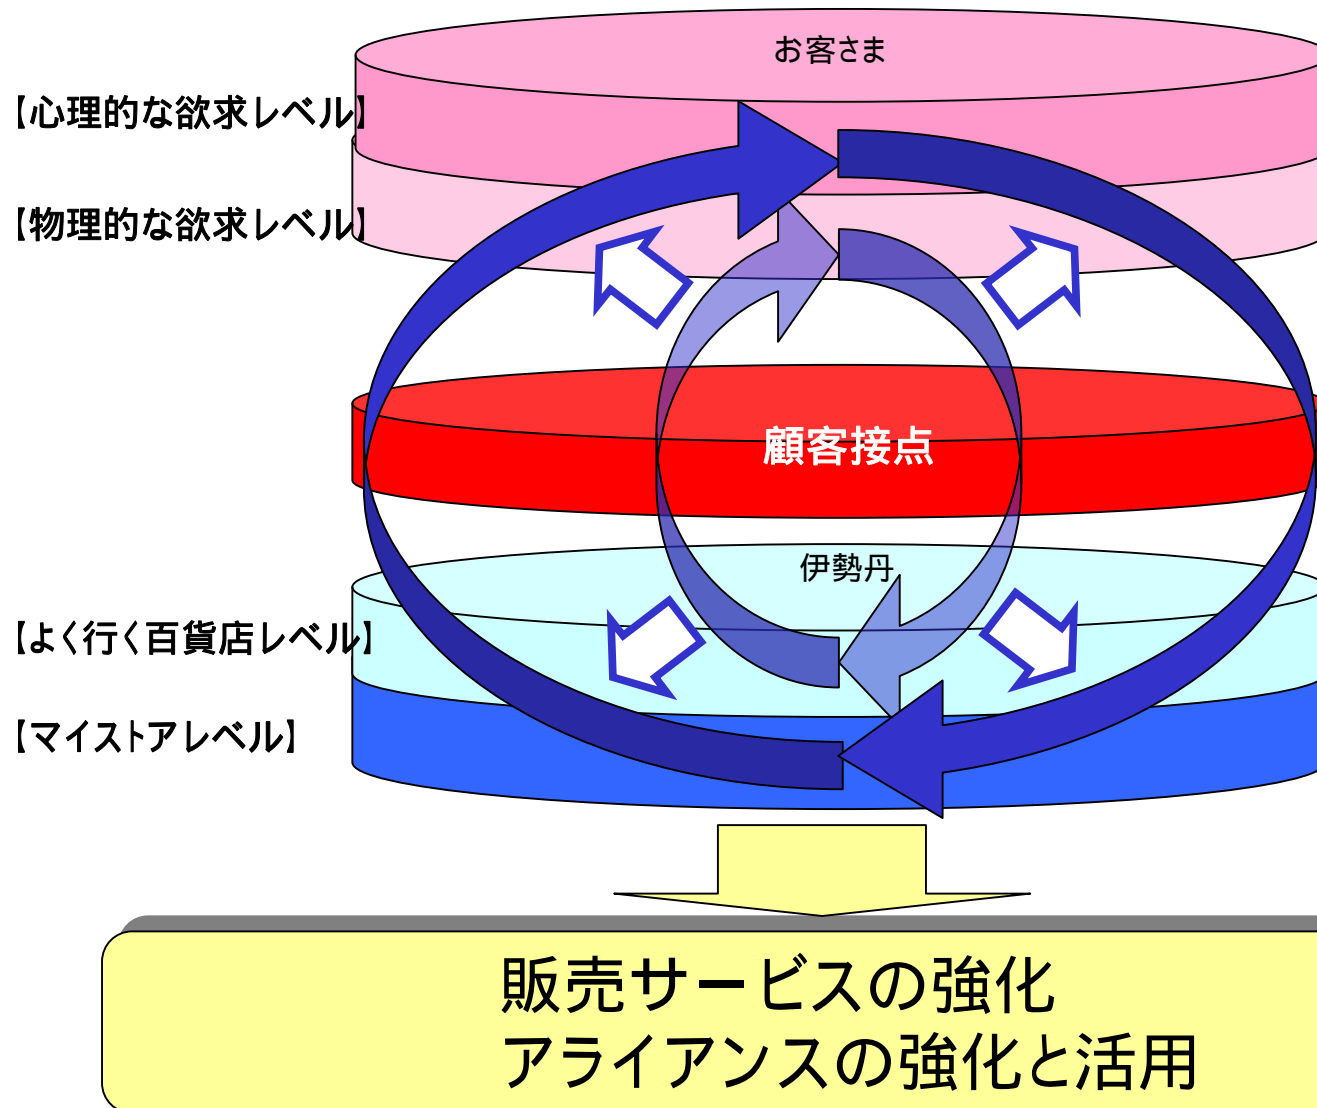 お客さま
【心理的な欲求レベル】
【物理的な欲求レベル】
顧客接点
伊勢丹
【よく行く百貨店レベル】
【マイストアレベル】
販売サービスの強化
アライアンスの強化と活用